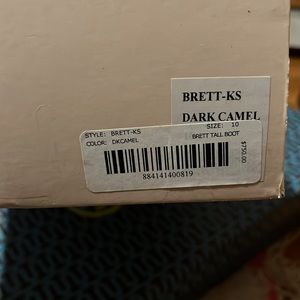 BRETT-KS
DARK CAMEL
STYLE: BRETT-KS SIZE: 10
COLOR: DKCAMEL BRETT TALL BOOT
$750.00
884141400819